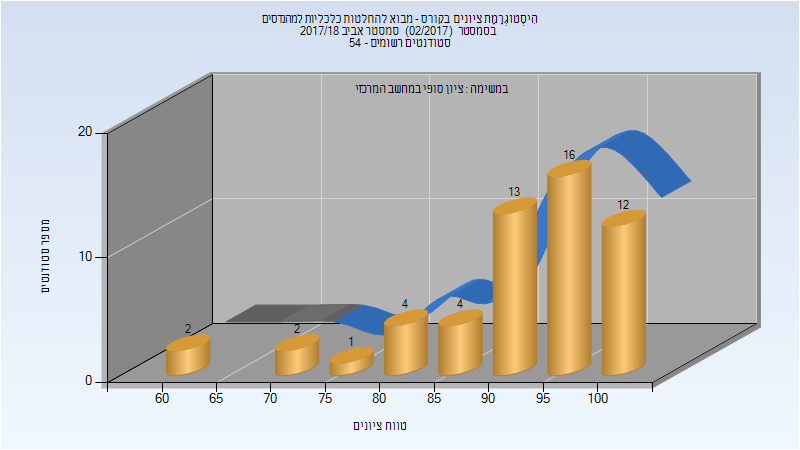 הִיסְטוֹגְרָמַת ציונים בקורס - מבוא להחלטות כלכליות למהנדסים
בסמסטר (02/2017) סמסטר אביב 2017/18
סטודנטים רשומים - 54
במשימה : ציון סופי במחשב המרכזי
מספר סטודנטים
20
10
0
2
2
1
4
4
13
16
12
60 65 70 75 80 85 90 95 100
טווח ציונים